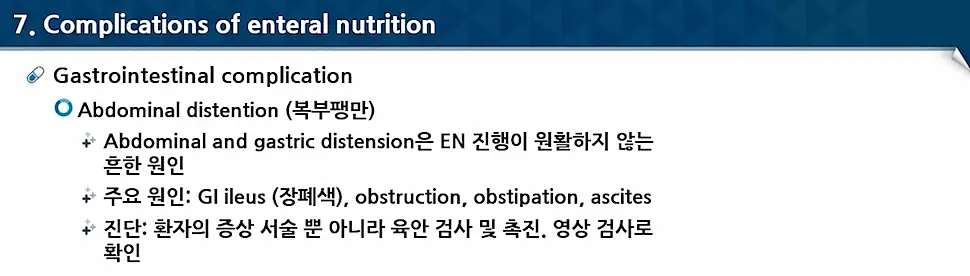 7. Complications of enteral nutrition
Gastrointestinal complication
Abdominal distention (복부팽만)
Abdominal and gastric distension은 EN 진행이 원활하지 않는
흔한 원인
주요 원인: GI ileus (장폐색), obstruction, obstipation, ascites
진단: 환자의 증상 서술 뿐 아니라 육안 검사 및 촉진. 영상 검사로
확인